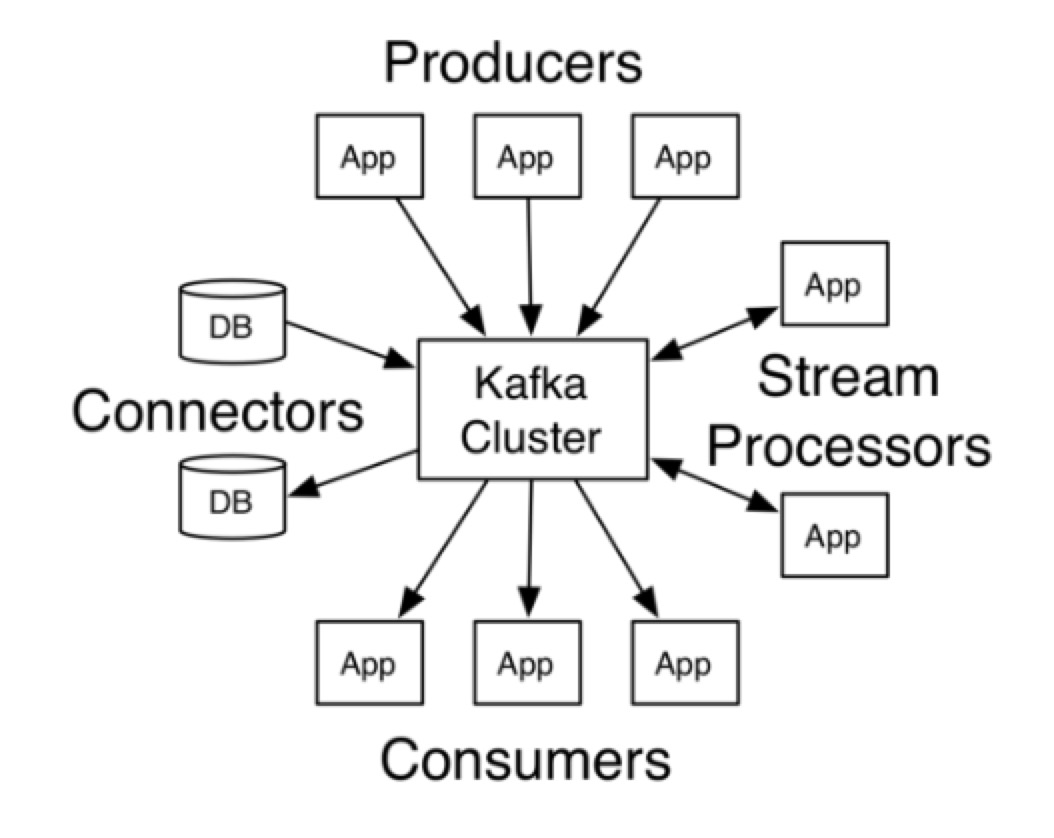 Producers
App
App
App
App
DB
Kafka
Cluster
Stream
Processors
Connectors
DB
App
App
App
App
Consumers